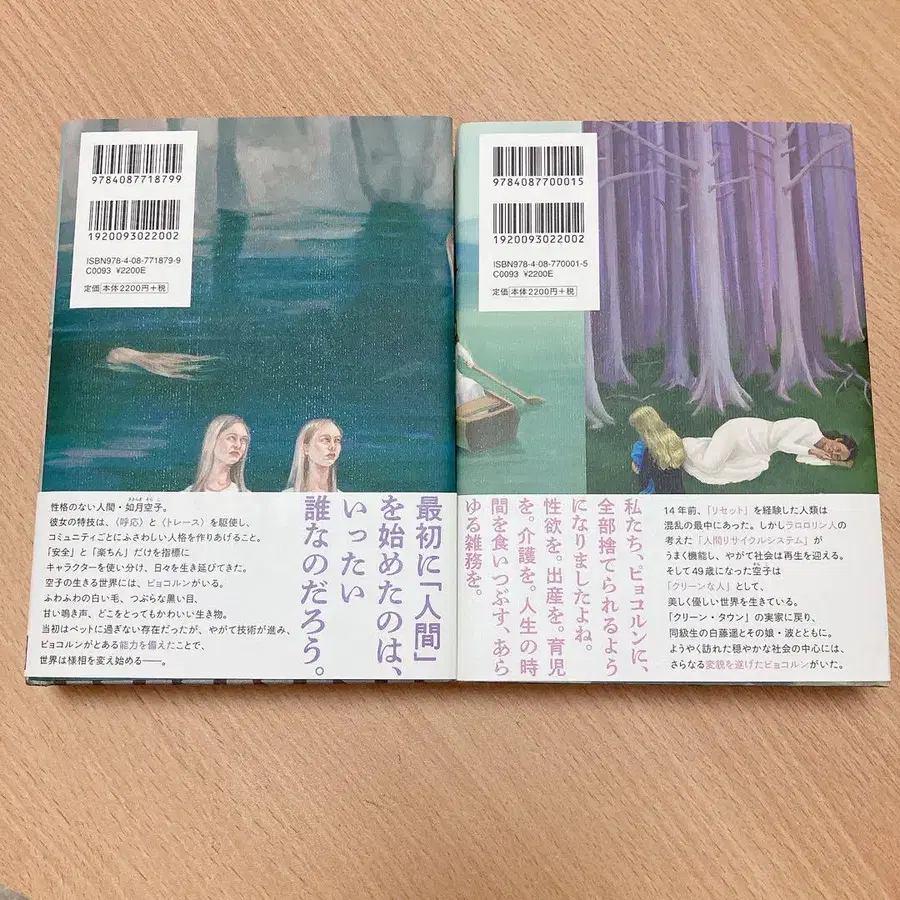 9784087718799
1920093022002
ISBN978-4-08-771879-9
C0093 ¥2200E
定価 本体2200円+税
性格のない人間・如月空子。
彼女の特技は、〈呼応〉と〈トレース〉を駆使し、
コミュニティごとにふさわしい人格を作りあげること。
「安全」と「楽ちん」だけを指標に
キャラクターを使い分け、日々を生き延びてきた。
空子の生きる世界には、ピョコルンがいる。
ふわふわの白い毛、つぶらな黒い目、
甘い鳴き声、どこをとってもかわいい生き物。
当初はペットに過ぎない存在だったが、やがて技術が進み、
ピョコルンがとある能力を備えたことで、
世界は様相を変え始める——。
最初に「人間」
を始めたのは、
いったい
誰なのだろう。
9784087700015
1920093022002
ISBN978-4-08-770001-5
C0093 ¥2200E
定価 本体2200円+税
私たち、ピョコルンに、
全部捨てられるよう
になりましたよね。
性欲を。出産を。育児
を。介護を。人生の時
間を食いつぶす、あら
ゆる雑務を。
14年前、「リセット」を経験した人類は
混乱の最中にあった。しかしラロロリン人の
考えた「人間リサイクルシステム」が
うまく機能し、やがて社会は再生を迎える。
そして49歳になった空子は
「クリーンな人」として、
美しく優しい世界を生きている。
「クリーン・タウン」の実家に戻り、
同級生の白藤遥とその娘・波とともに。
ようやく訪れた穏やかな社会の中心には、
さらなる変貌を遂げたピョコルンがいた。